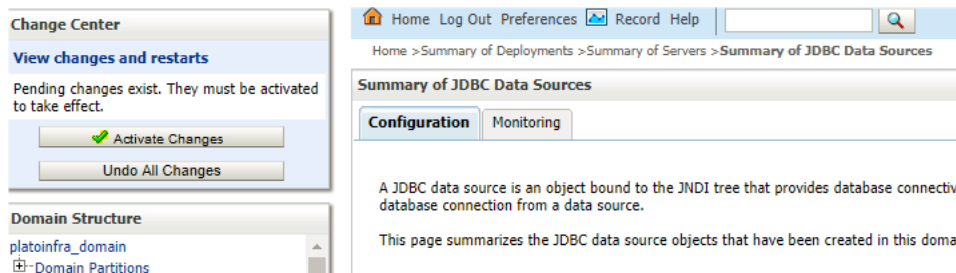 Change Center
View changes and restarts
Pending changes exist. They must be activated
to take effect.
Activate Changes
Undo All Changes
Domain Structure
platoinfra_domain
Domain Partitions
Home Log Out Preferences Record Help
Home >Summary of Deployments >Summary of Servers >Summary of JDBC Data Sources
Summary of JDBC Data Sources
Configuration Monitoring
A JDBC data source is an object bound to the JNDI tree that provides database connectiv
database connection from a data source.
This page summarizes the JDBC data source objects that have been created in this doma